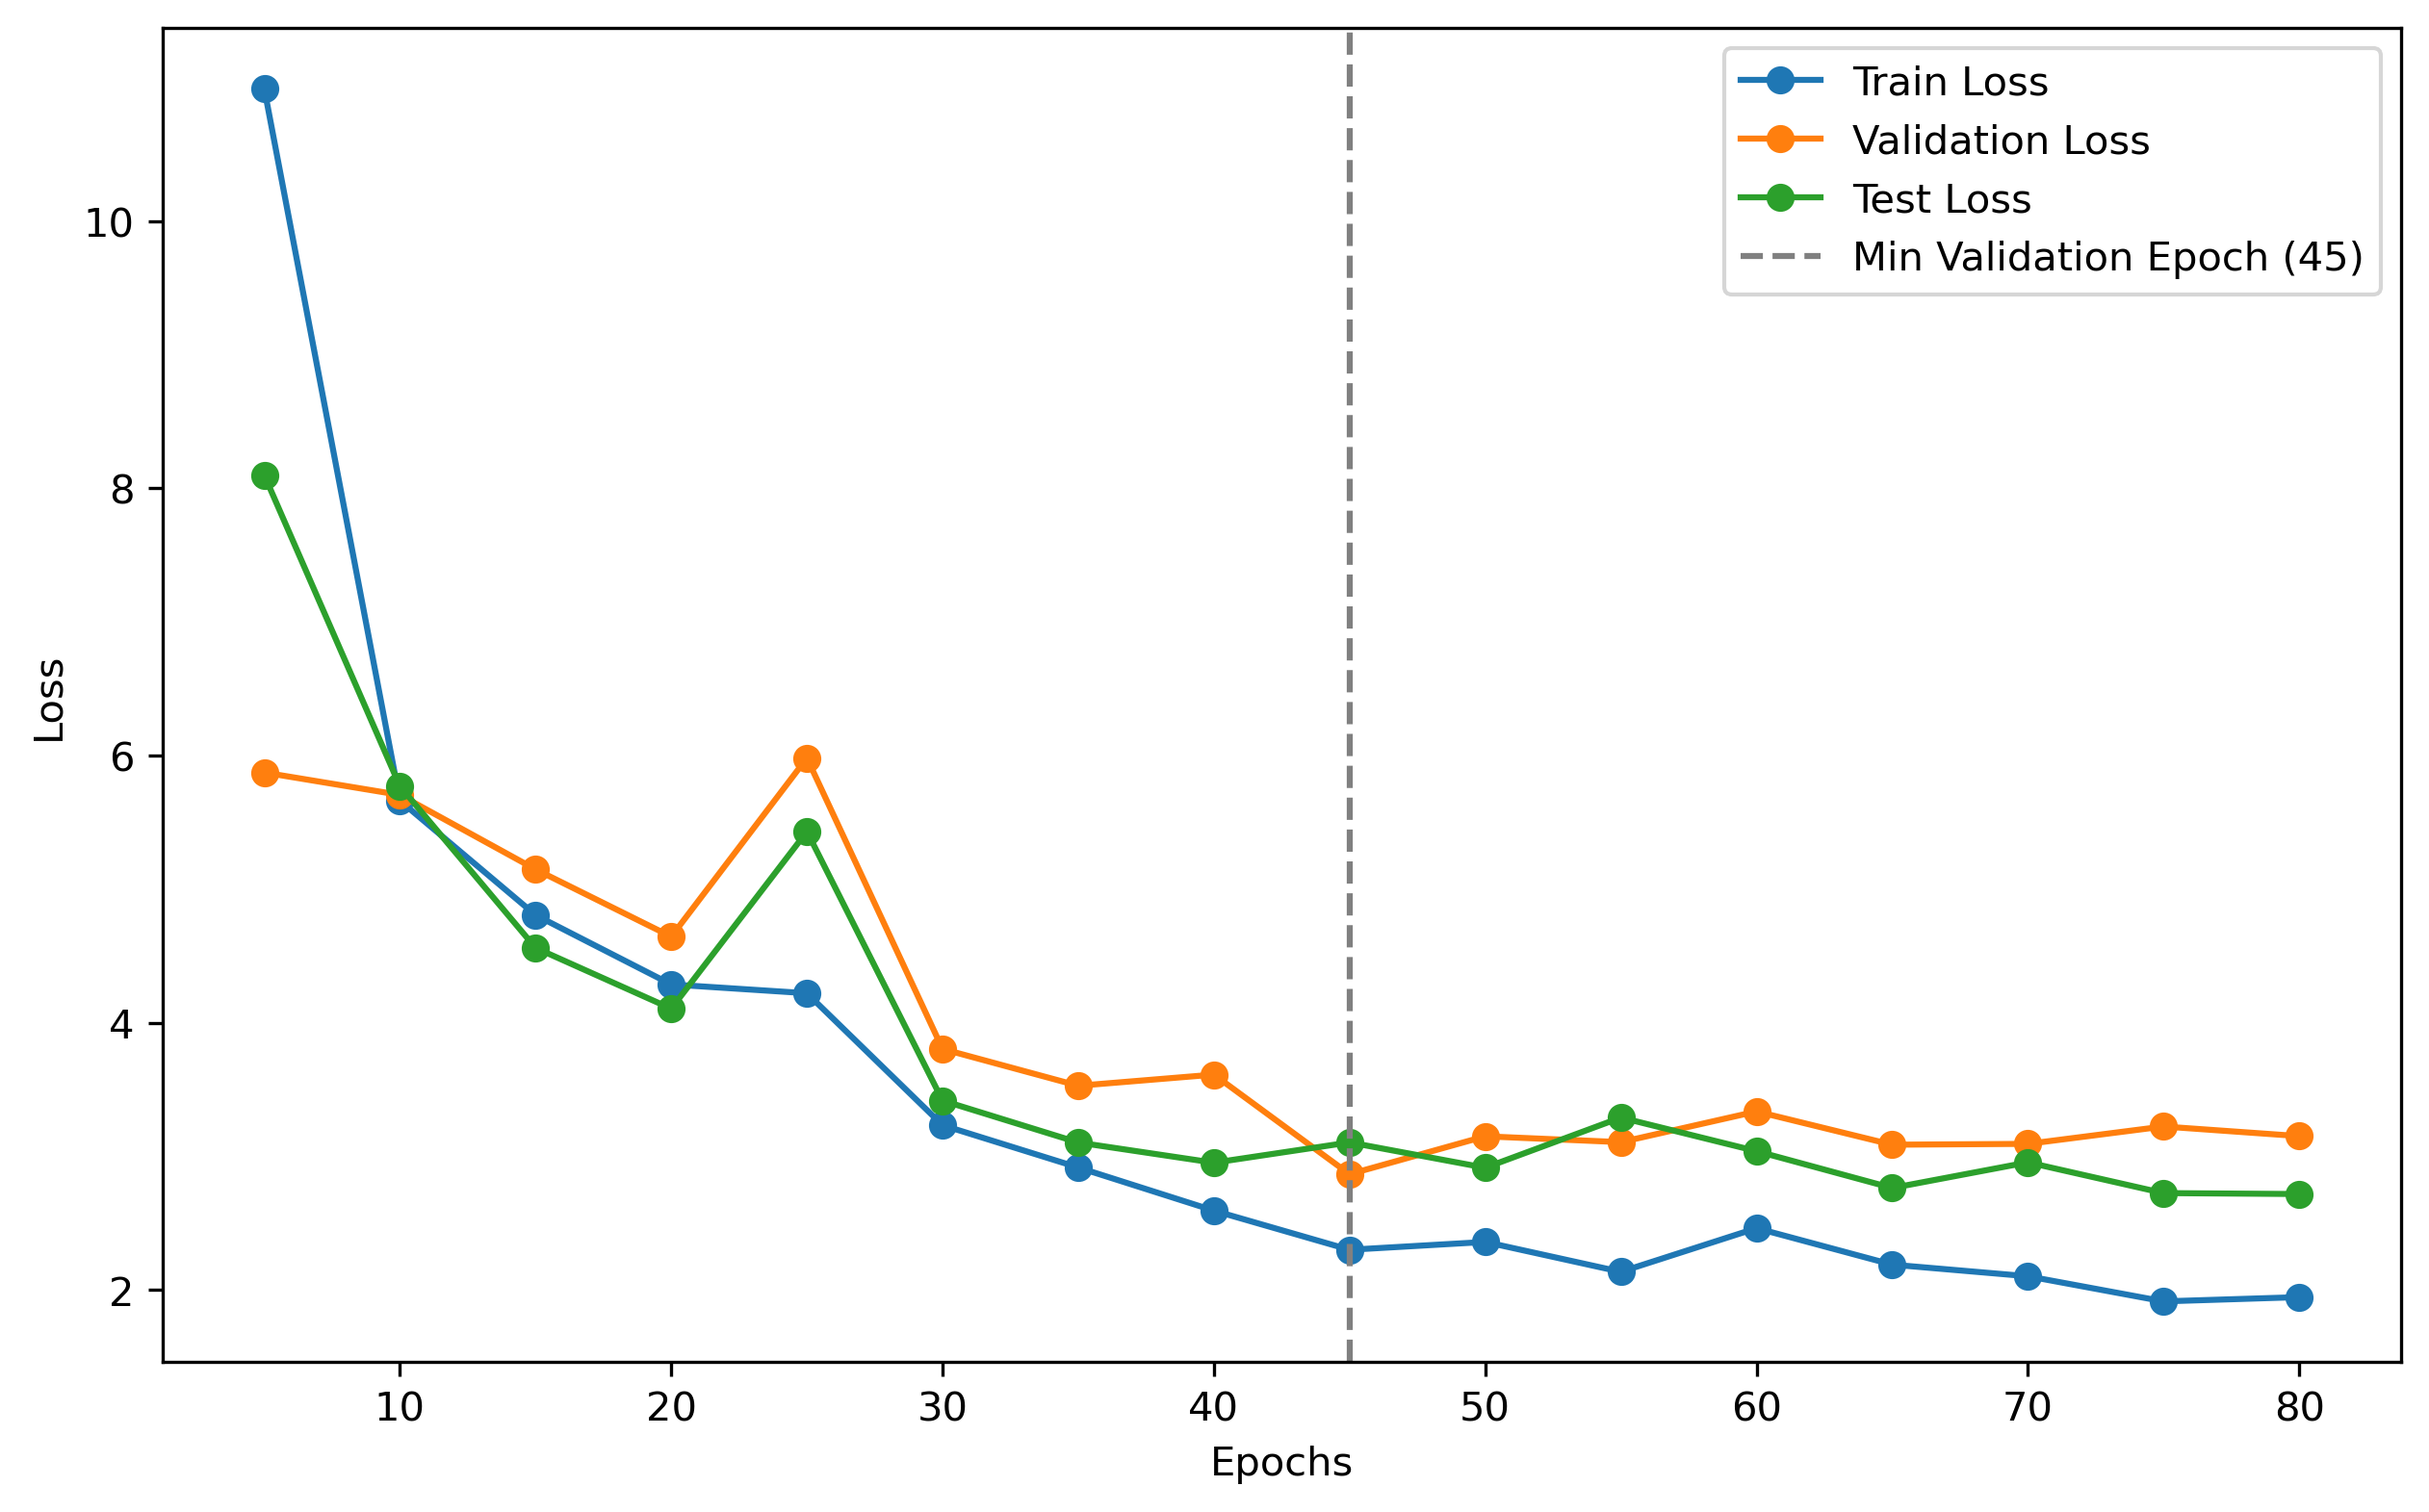 Train Loss
Validation Loss
Test Loss
Min Validation Epoch (45)
10
8
6
4
2
Loss
10 20 30 40 50 60 70 80
Epochs